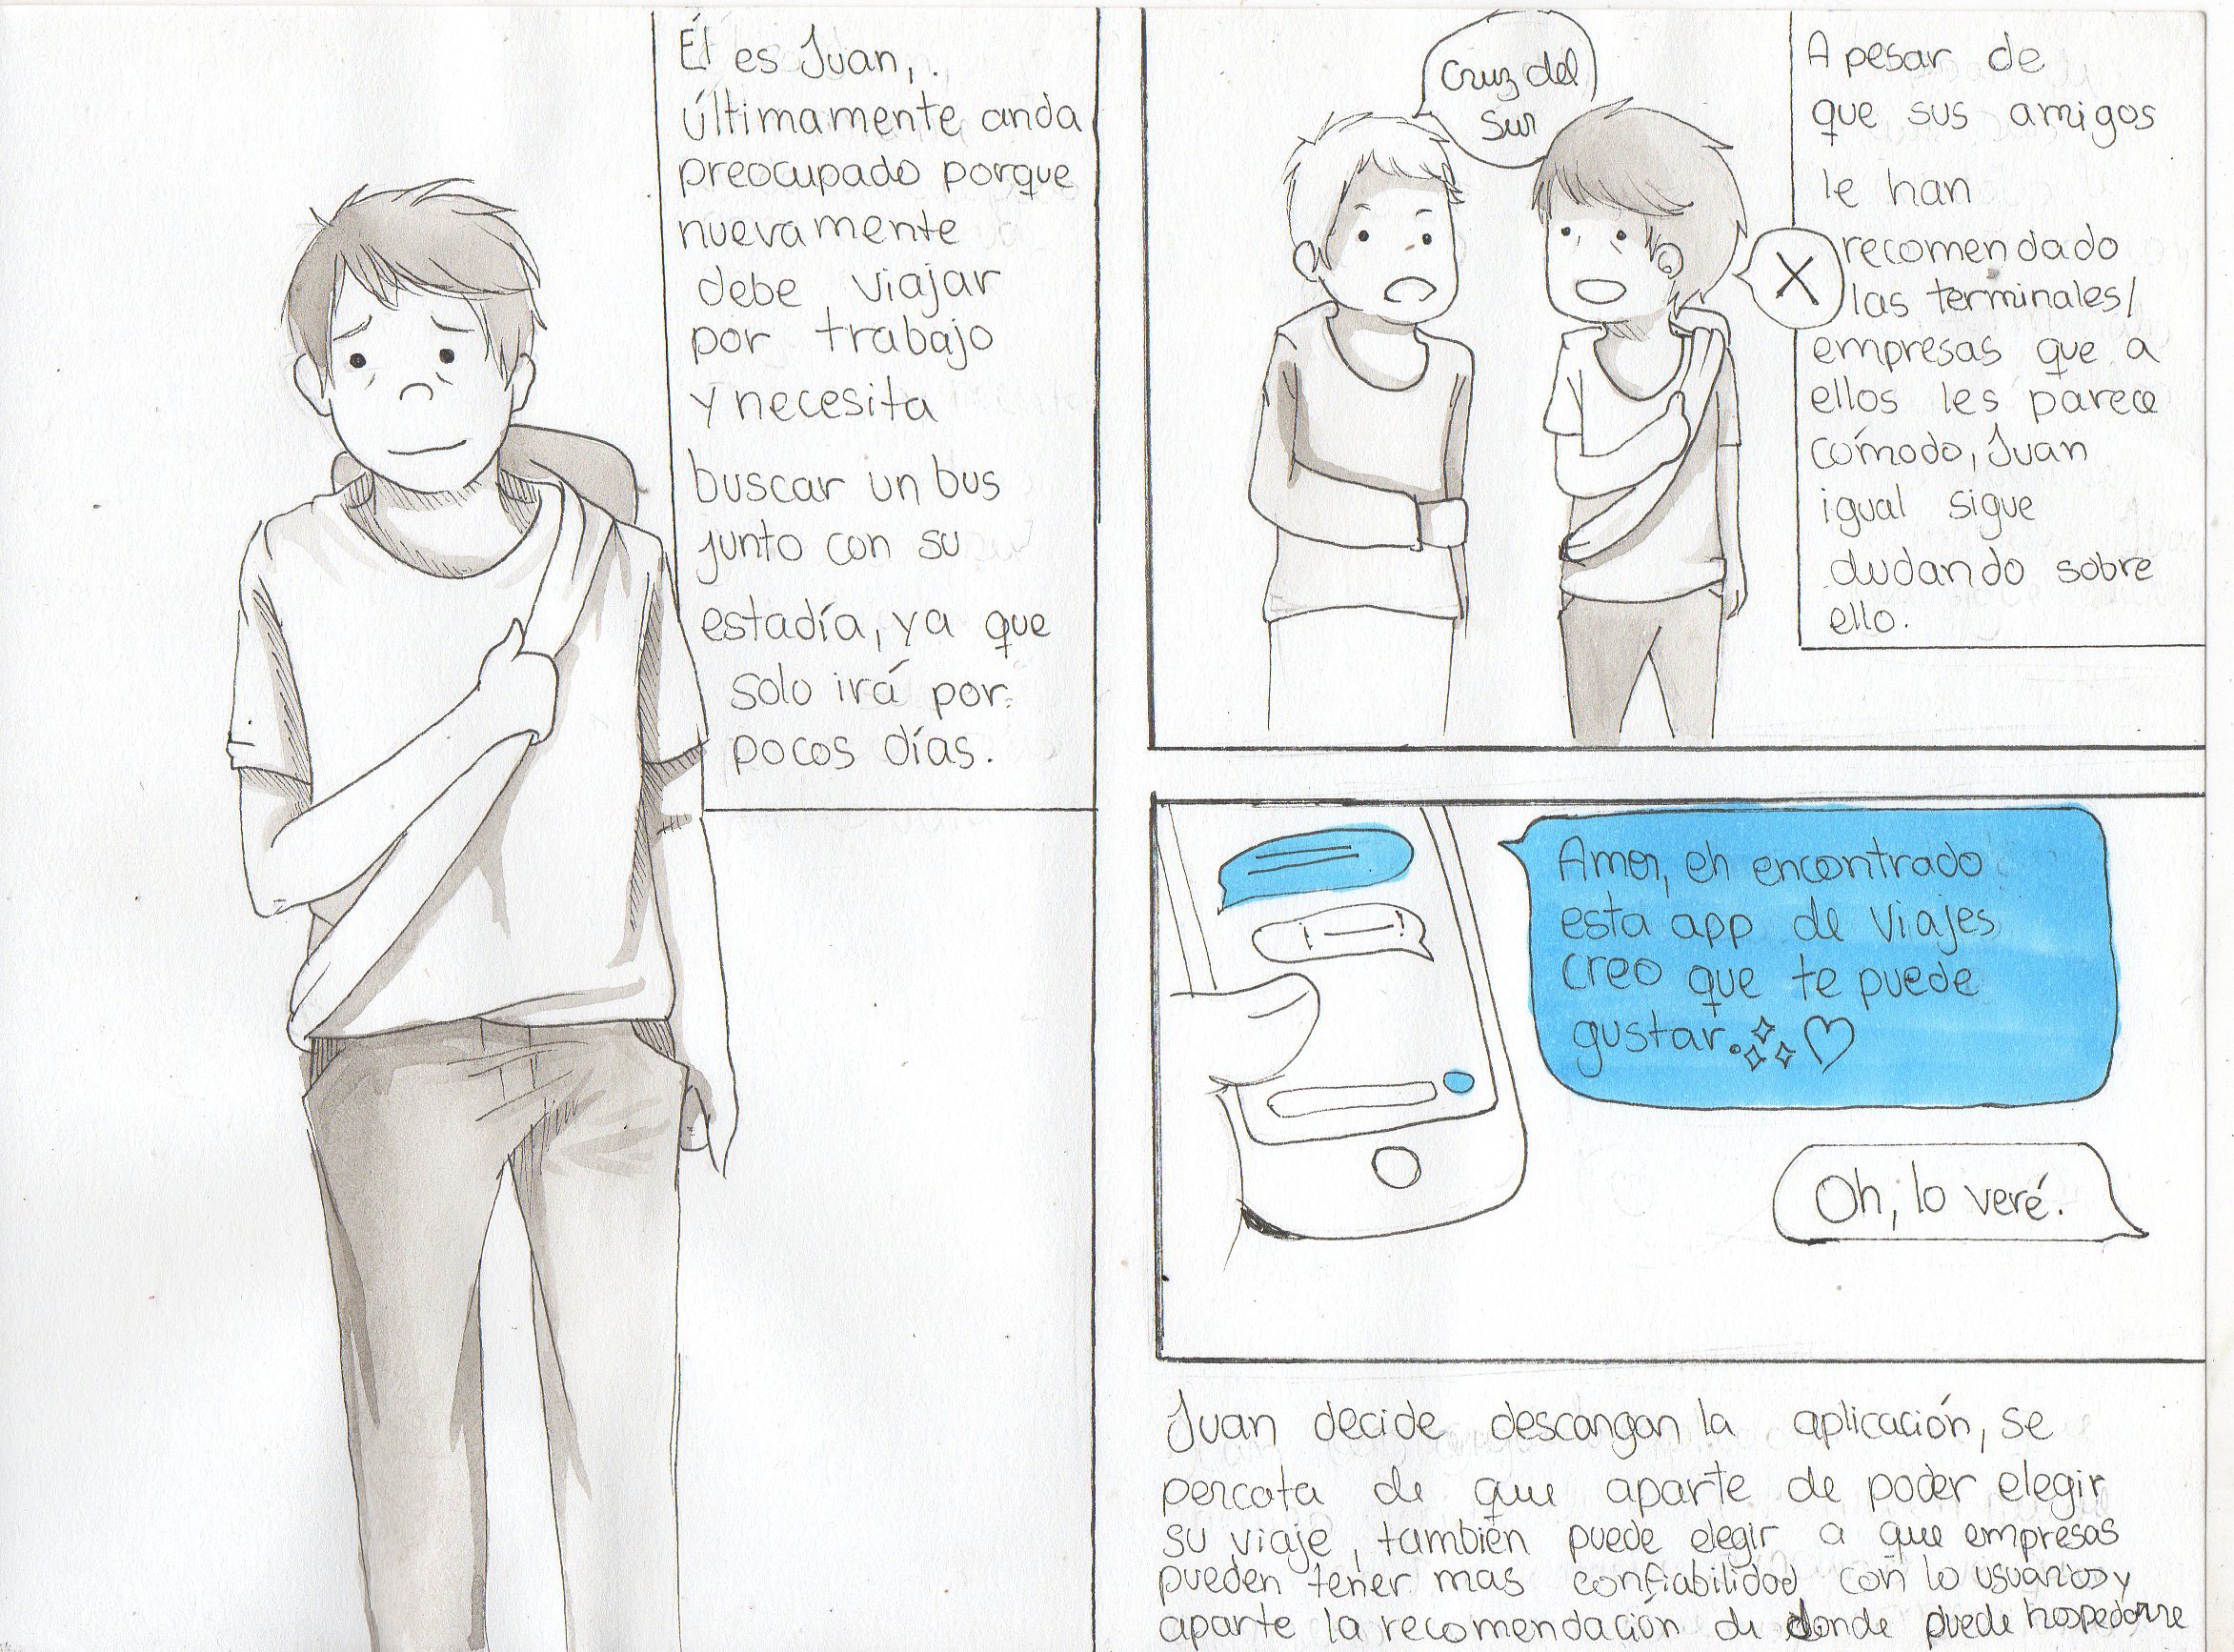 Él es Juan,
últimamente anda
preocupado porque
nuevamente
debe viajar
por trabajo
y necesita
buscar un bus
junto con su
estadía, ya que
solo irá por
pocos días.
Cruz del
Sur
X
A pesar de
que sus amigos
le han
recomendado
las terminales/
empresas que a
ellos les parece
cómodo, Juan
igual sigue
dudando sobre
ello.
Amor, eh encontrado
esta app de viajes
creo que te puede
gustar.
Oh, lo veré.
Juan decide descargar la aplicación, se
percata de que aparte de poder elegir
su viaje, también puede elegir a que empresas
pueden tener mas confiabilidad con lo usuarios y
aparte la recomendación de donde puede hospedarse